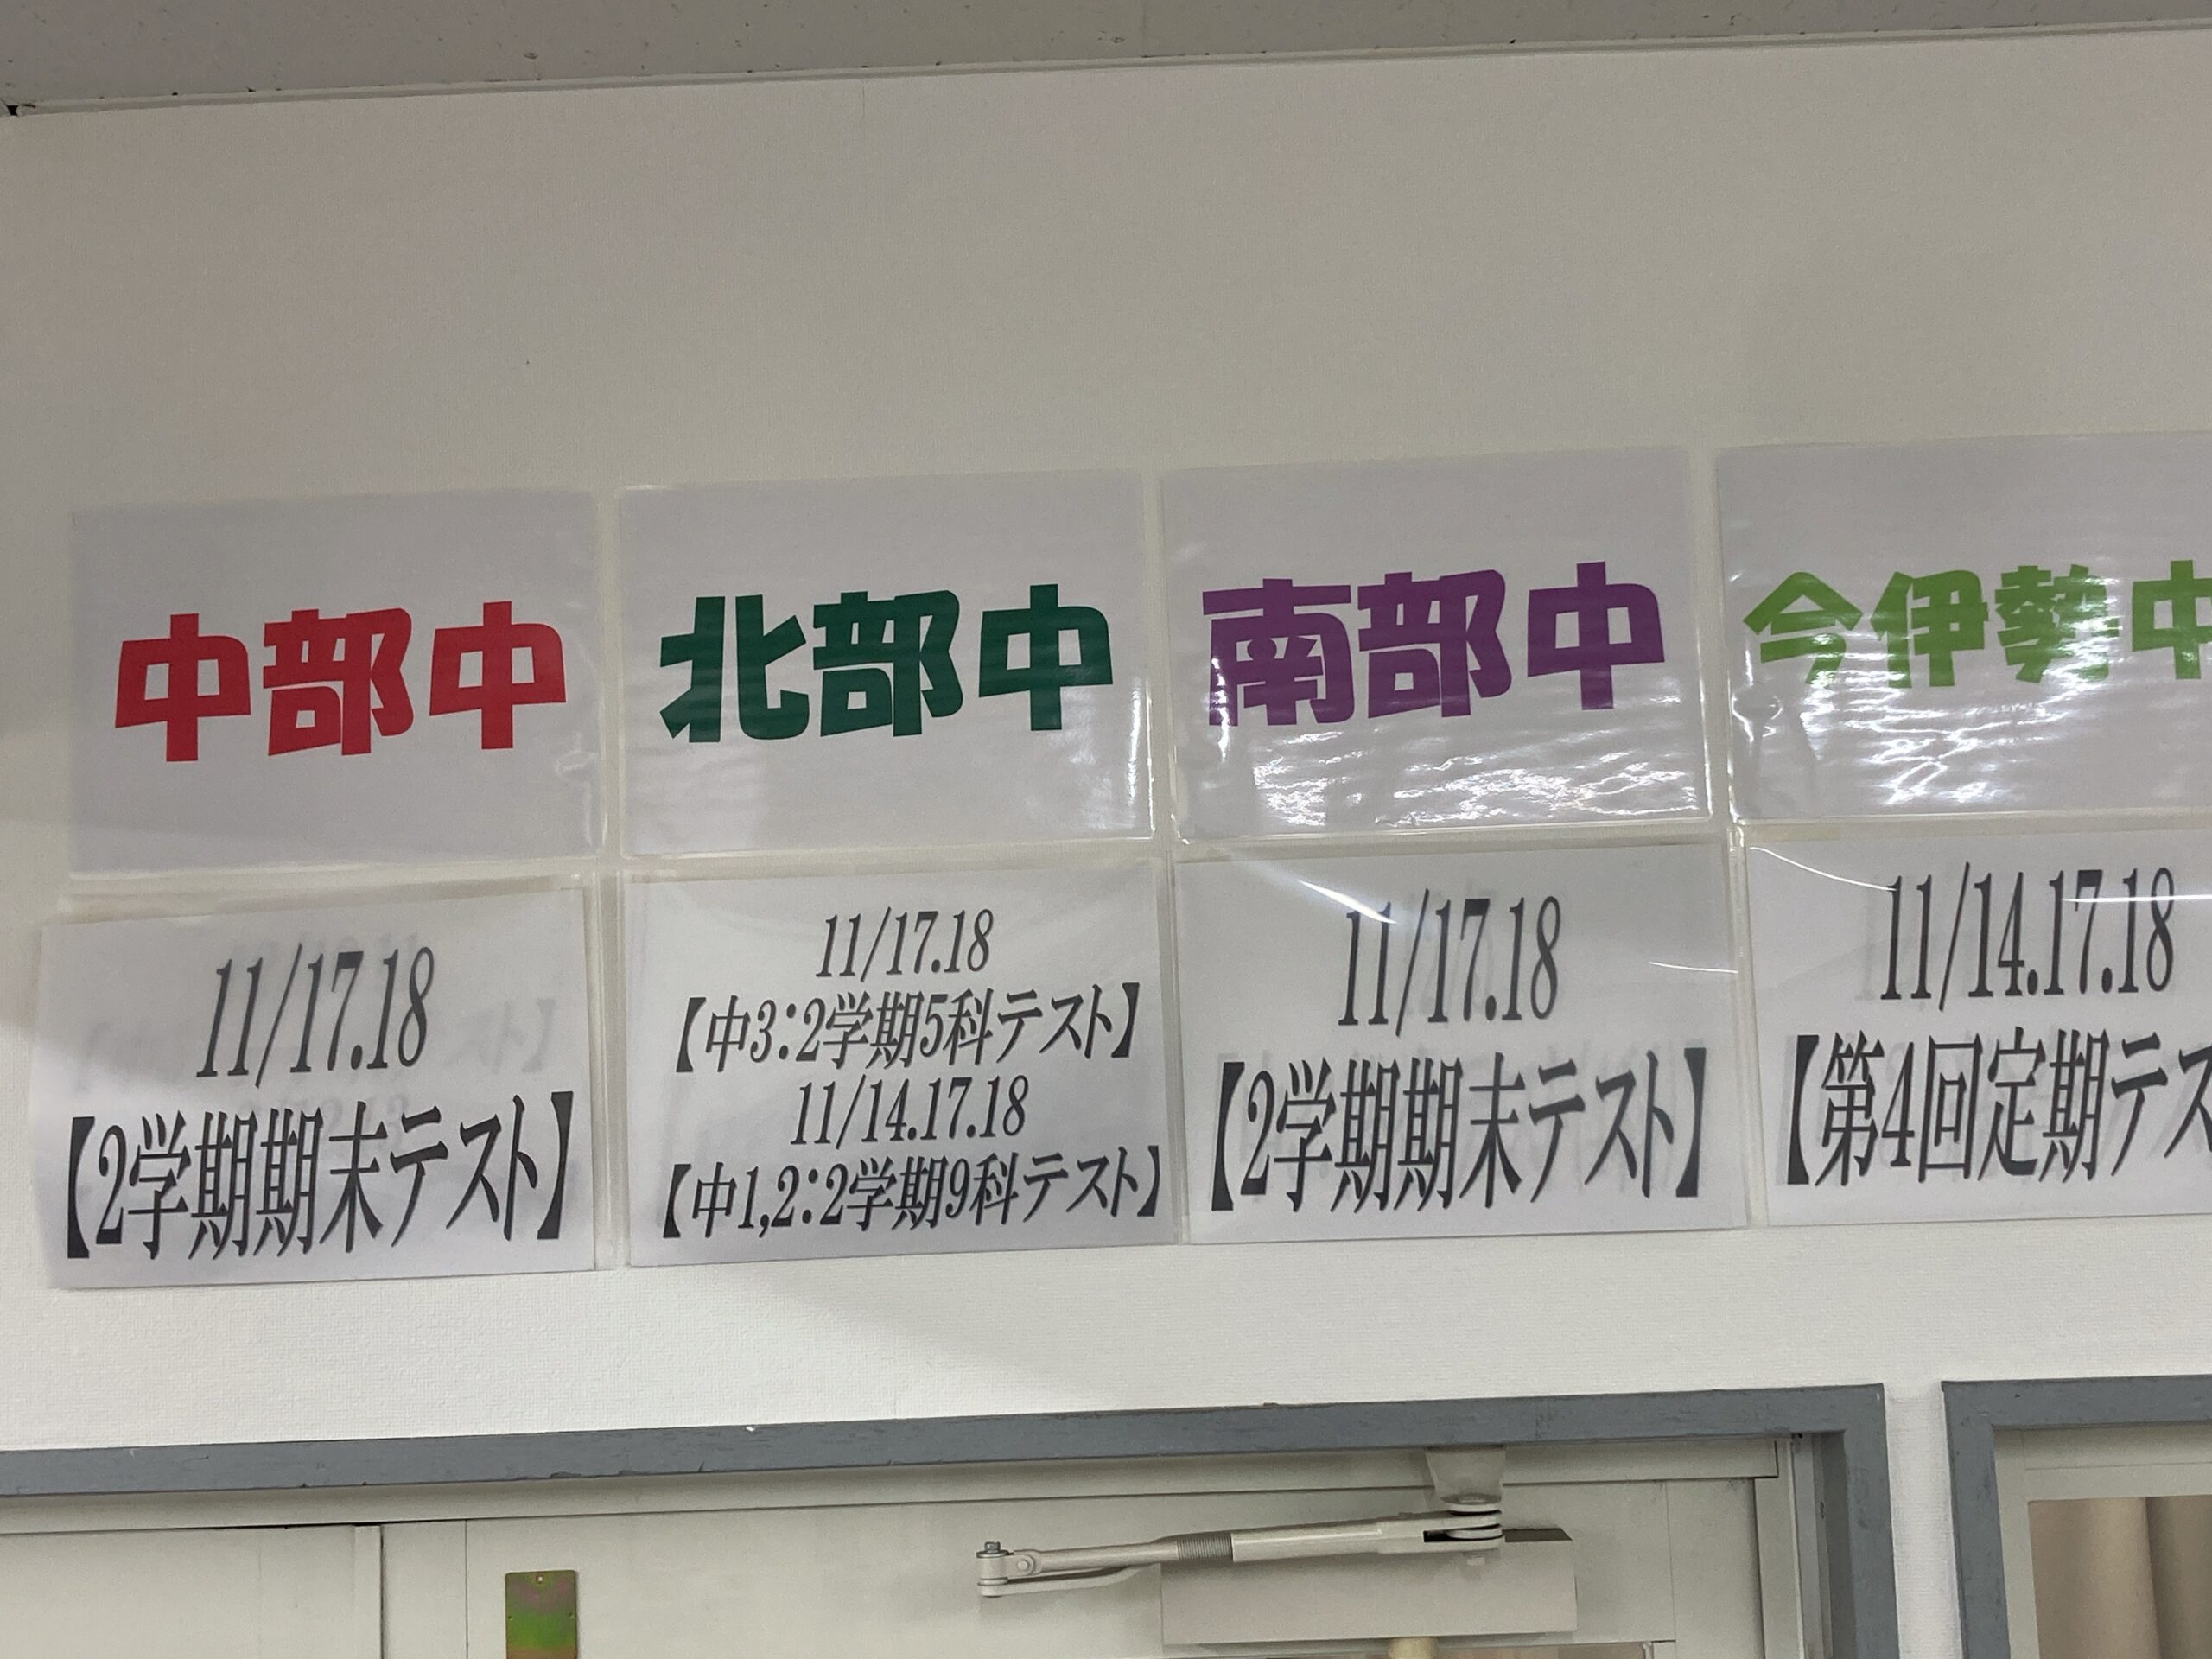 中部中
11/17.18
【2学期期末テスト】
北部中
11/17.18
【中3:2学期5科テスト】
11/14.17.18
【中1,2:2学期9科テスト】
南部中
11/17.18
【2学期期末テスト】
今伊勢中
11/14.17.18
【第4回定期テス